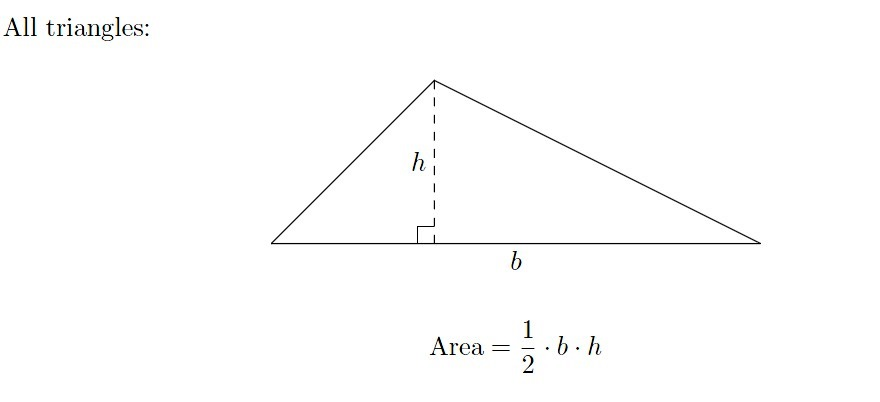 All triangles:
h
b
Area = 1/2 · b · h